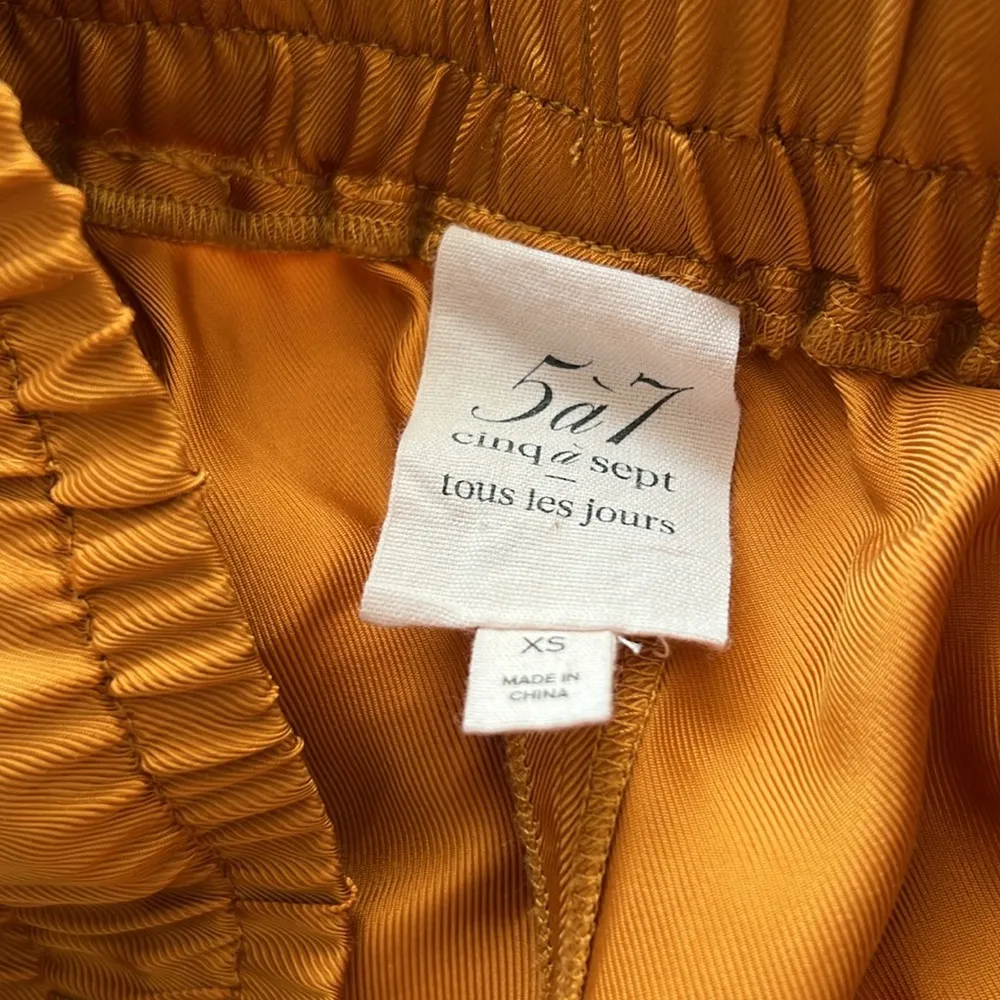 5à7
cinq à sept
tous les jours
XS
MADE IN
CHINA